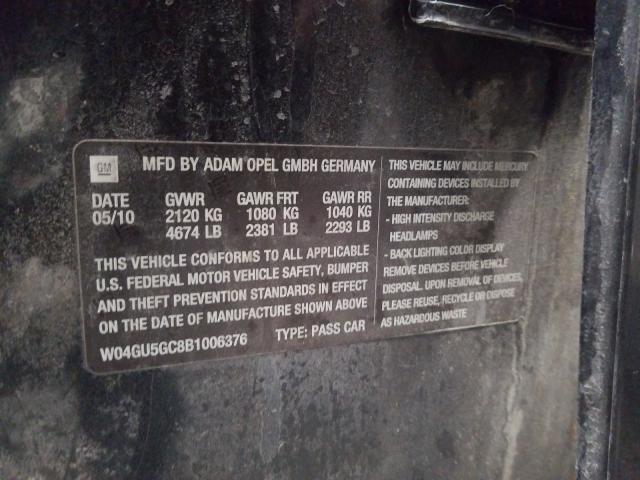 GM
MFD BY ADAM OPEL GMBH GERMANY
DATE GVWR GAWR FRT GAWR RR
05/10 2120 KG 1080 KG 1040 KG
4674 LB 2381 LB 2293 LB
THIS VEHICLE CONFORMS TO ALL APPLICABLE
U.S. FEDERAL MOTOR VEHICLE SAFETY, BUMPER
AND THEFT PREVENTION STANDARDS IN EFFECT
ON THE DATE OF MANUFACTURE SHOWN ABOVE
W04GU5GC8B1006376 TYPE: PASS CAR
THIS VEHICLE MAY INCLUDE MERCURY
CONTAINING DEVICES INSTALLED BY
THE MANUFACTURER:
- HIGH INTENSITY DISCHARGE
HEADLAMPS
- BACK LIGHTING COLOR DISPLAY
REMOVE DEVICES BEFORE VEHICLE
DISPOSAL. UPON REMOVAL OF DEVICES,
PLEASE REUSE, RECYCLE OR DISPOSE
AS HAZARDOUS WASTE